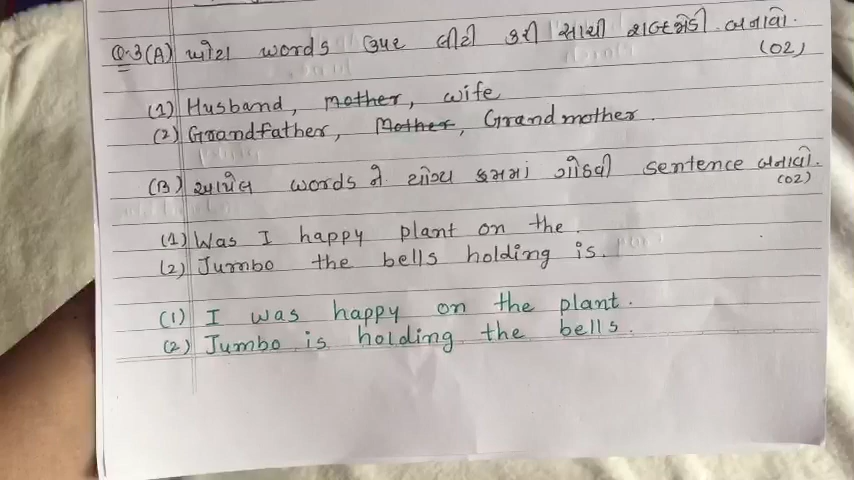 Q.3(A) ખોટા words ઉપર લીટી કરી સાચી શબ્દજોડી બનાવો.
(02)
(1) Husband, Mother, wife
(2) Grandfather, Mother, Grandmother.
(B) આપેલ words ને યોગ્ય ક્રમમાં ગોઠવી sentence બનાવો.
(02)
(1) Was I happy plant on the.
(2) Jumbo the bells holding is.
(1) I was happy on the plant.
(2) Jumbo is holding the bells.